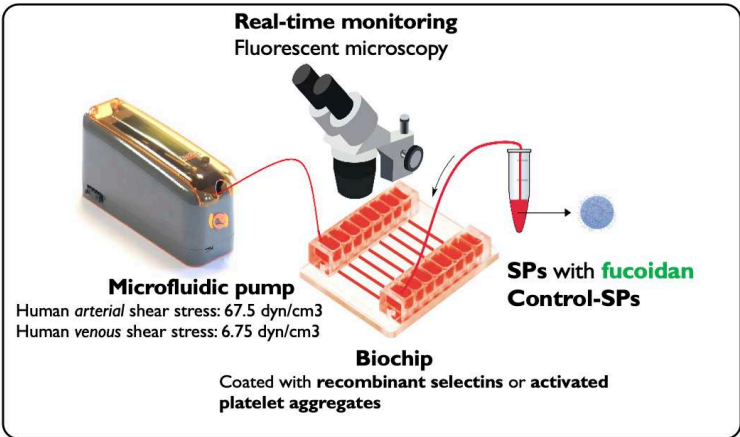 Real-time monitoring
Fluorescent microscopy
SPs with fucoidan
Control-SPs
Microfluidic pump
Human arterial shear stress: 67.5 dyn/cm3
Human venous shear stress: 6.75 dyn/cm3
Biochip
Coated with recombinant selectins or activated
platelet aggregates